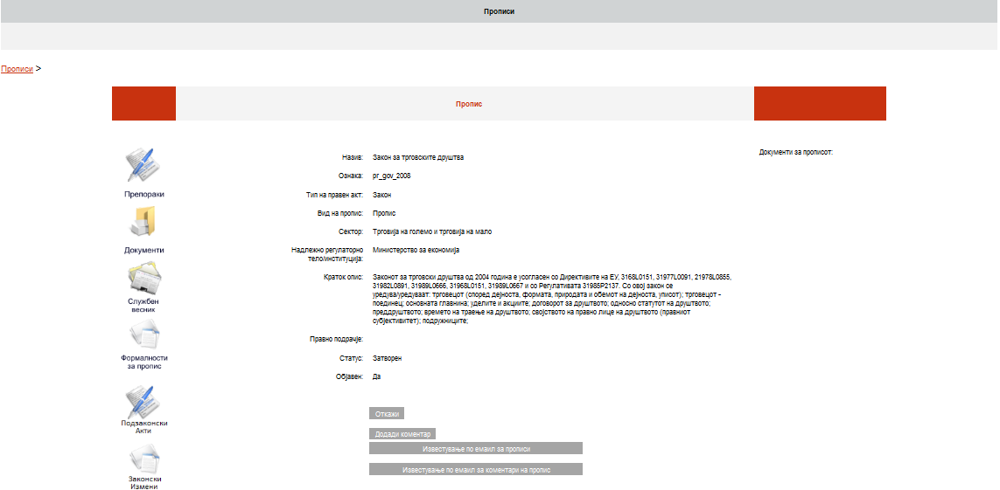 Прописи
Прописи >
Пропис
Препораки
Документи
Службен
весник
Формалности
за пропис
Подзаконски
Акти
Законски
Измени
Назив: Закон за трговските друштва
Ознака: pr_gov_2008
Тип на правен акт: Закон
Вид на пропис: Пропис
Сектор: Трговија на големо и трговија на мало
Надлежно регулаторно Министерство за економија
тело/институција:
Краток опис: Законот за трговски друштва од 2004 година е усогласен со Директивите на ЕУ, 3168L0151, 31977L0091, 21978L0855,
31982L0891, 31989L0666, 31968L0151, 31989L0667 и со Регулативата 31985P2137. Со овој закон се
уредува/уредуваат: трговецот (според дејноста, формата, природата и обемот на дејноста, уписот); трговецот -
поединец; основната главнина; уделите и акциите; договорот за друштвото; односно статутот на друштвото;
преддруштвото; времето на траење на друштвото; својството на правно лице на друштвото (правниот
субјективитет); подружниците;
Правно подрачје:
Статус: Затворен
Објавен: Да
Откажи
Додади коментар
Известување по емаил за прописи
Известување по емаил за коментари на пропис
Документи за прописот: